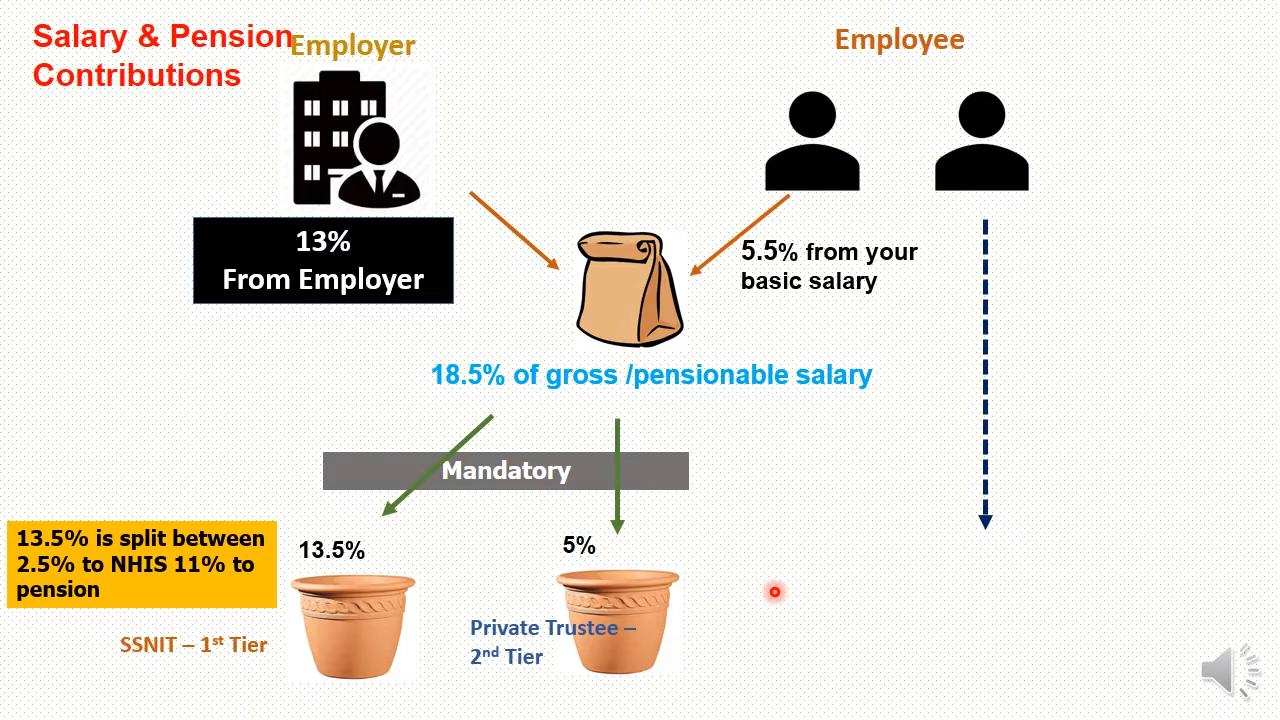 Salary & Pension
Contributions
Employer
Employee
13%
From Employer
5.5% from your
basic salary
18.5% of gross /pensionable salary
Mandatory
13.5% is split between
2.5% to NHIS 11% to
pension
13.5%
5%
SSNIT – 1st Tier
Private Trustee –
2nd Tier